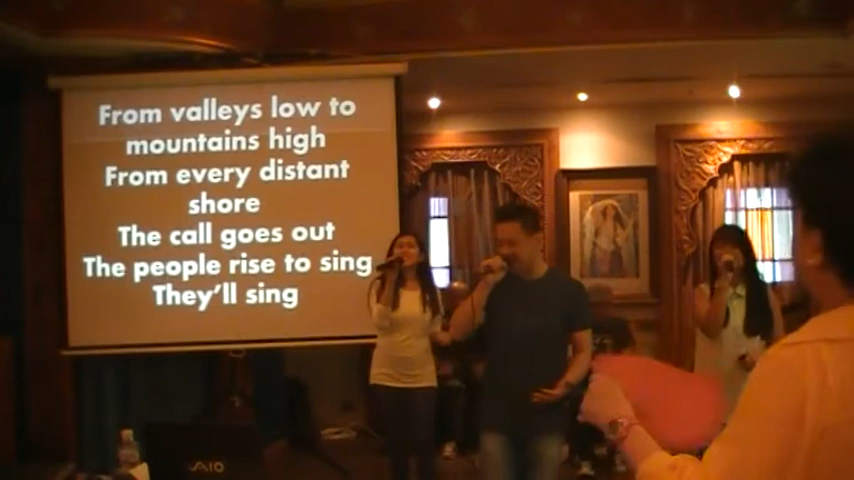 From valleys low to
mountains high
From every distant
shore
The call goes out
The people rise to sing
They'll sing
VAIO